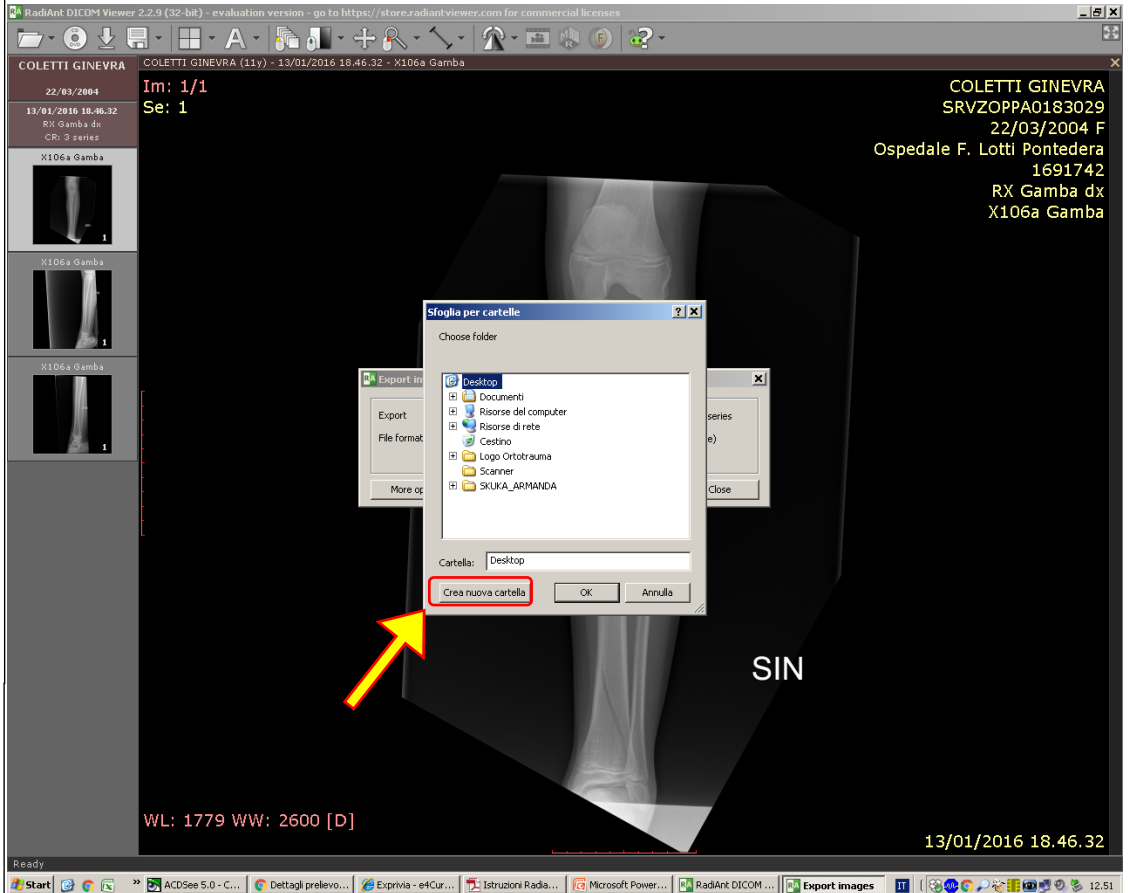 RadiAnt DICOM Viewer 2.2.9 (32-bit) - evaluation version - go to https://store.radiantviewer.com for commercial licenses
COLETTI GINEVRA
22/03/2004
13/01/2016 18.46.32
RX Gamba dx
CR: 3 series
X106a Gamba
1
X106a Gamba
1
X106a Gamba
1
COLETTI GINEVRA (11y) - 13/01/2016 18.46.32 - X106a Gamba
Im: 1/1
Se: 1
COLETTI GINEVRA
SRVZOPPA0183029
22/03/2004 F
Ospedale F. Lotti Pontedera
1691742
RX Gamba dx
X106a Gamba
Export in
Export
series
File format
e)
More op
Close
Sfoglia per cartelle
Choose folder
Desktop
Documenti
Risorse del computer
Risorse di rete
Cestino
Logo Ortotrauma
Scanner
SKUKA_ARMANDA
Cartella: Desktop
Crea nuova cartella OK Annulla
SIN
WL: 1779 WW: 2600 [D]
13/01/2016 18.46.32
Ready
Start » ACDSee 5.0 - C... Dettagli prelievo... Exprivia - e4Cur... Istruzioni Radia... Microsoft Power... RadiAnt DICOM ... Export images IT 12.51